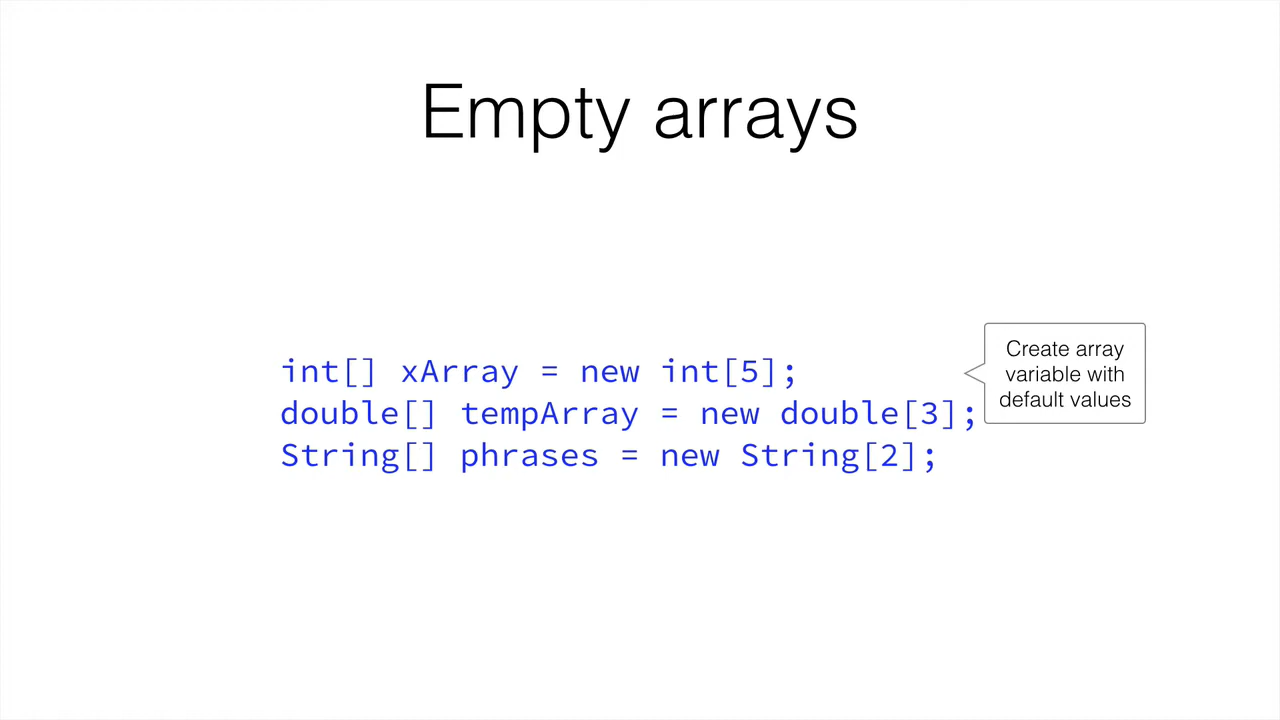 Empty arrays
int[] xArray = new int[5];
double[] tempArray = new double[3];
String[] phrases = new String[2];
Create array
variable with
default values